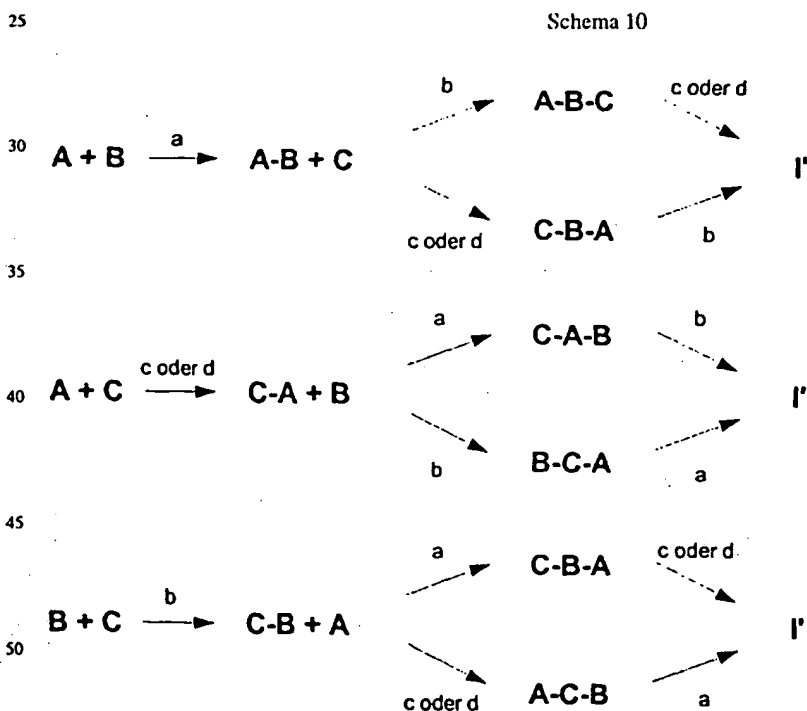 25
Schema 10
b
A-B-C
c oder d
30
A + B
a
A-B + C
I'
c oder d
C-B-A
b
35
a
C-A-B
b
A + C
c oder d
C-A + B
40
I'
b
B-C-A
a
45
a
C-B-A
c oder d
B + C
b
C-B + A
50
I'
c oder d
A-C-B
a